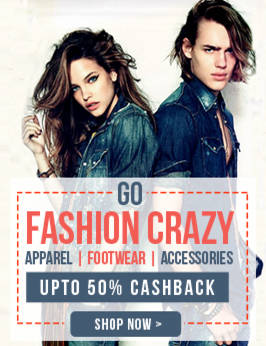 GO
FASHION CRAZY
APPAREL | FOOTWEAR | ACCESSORIES
UPTO 50% CASHBACK
SHOP NOW >